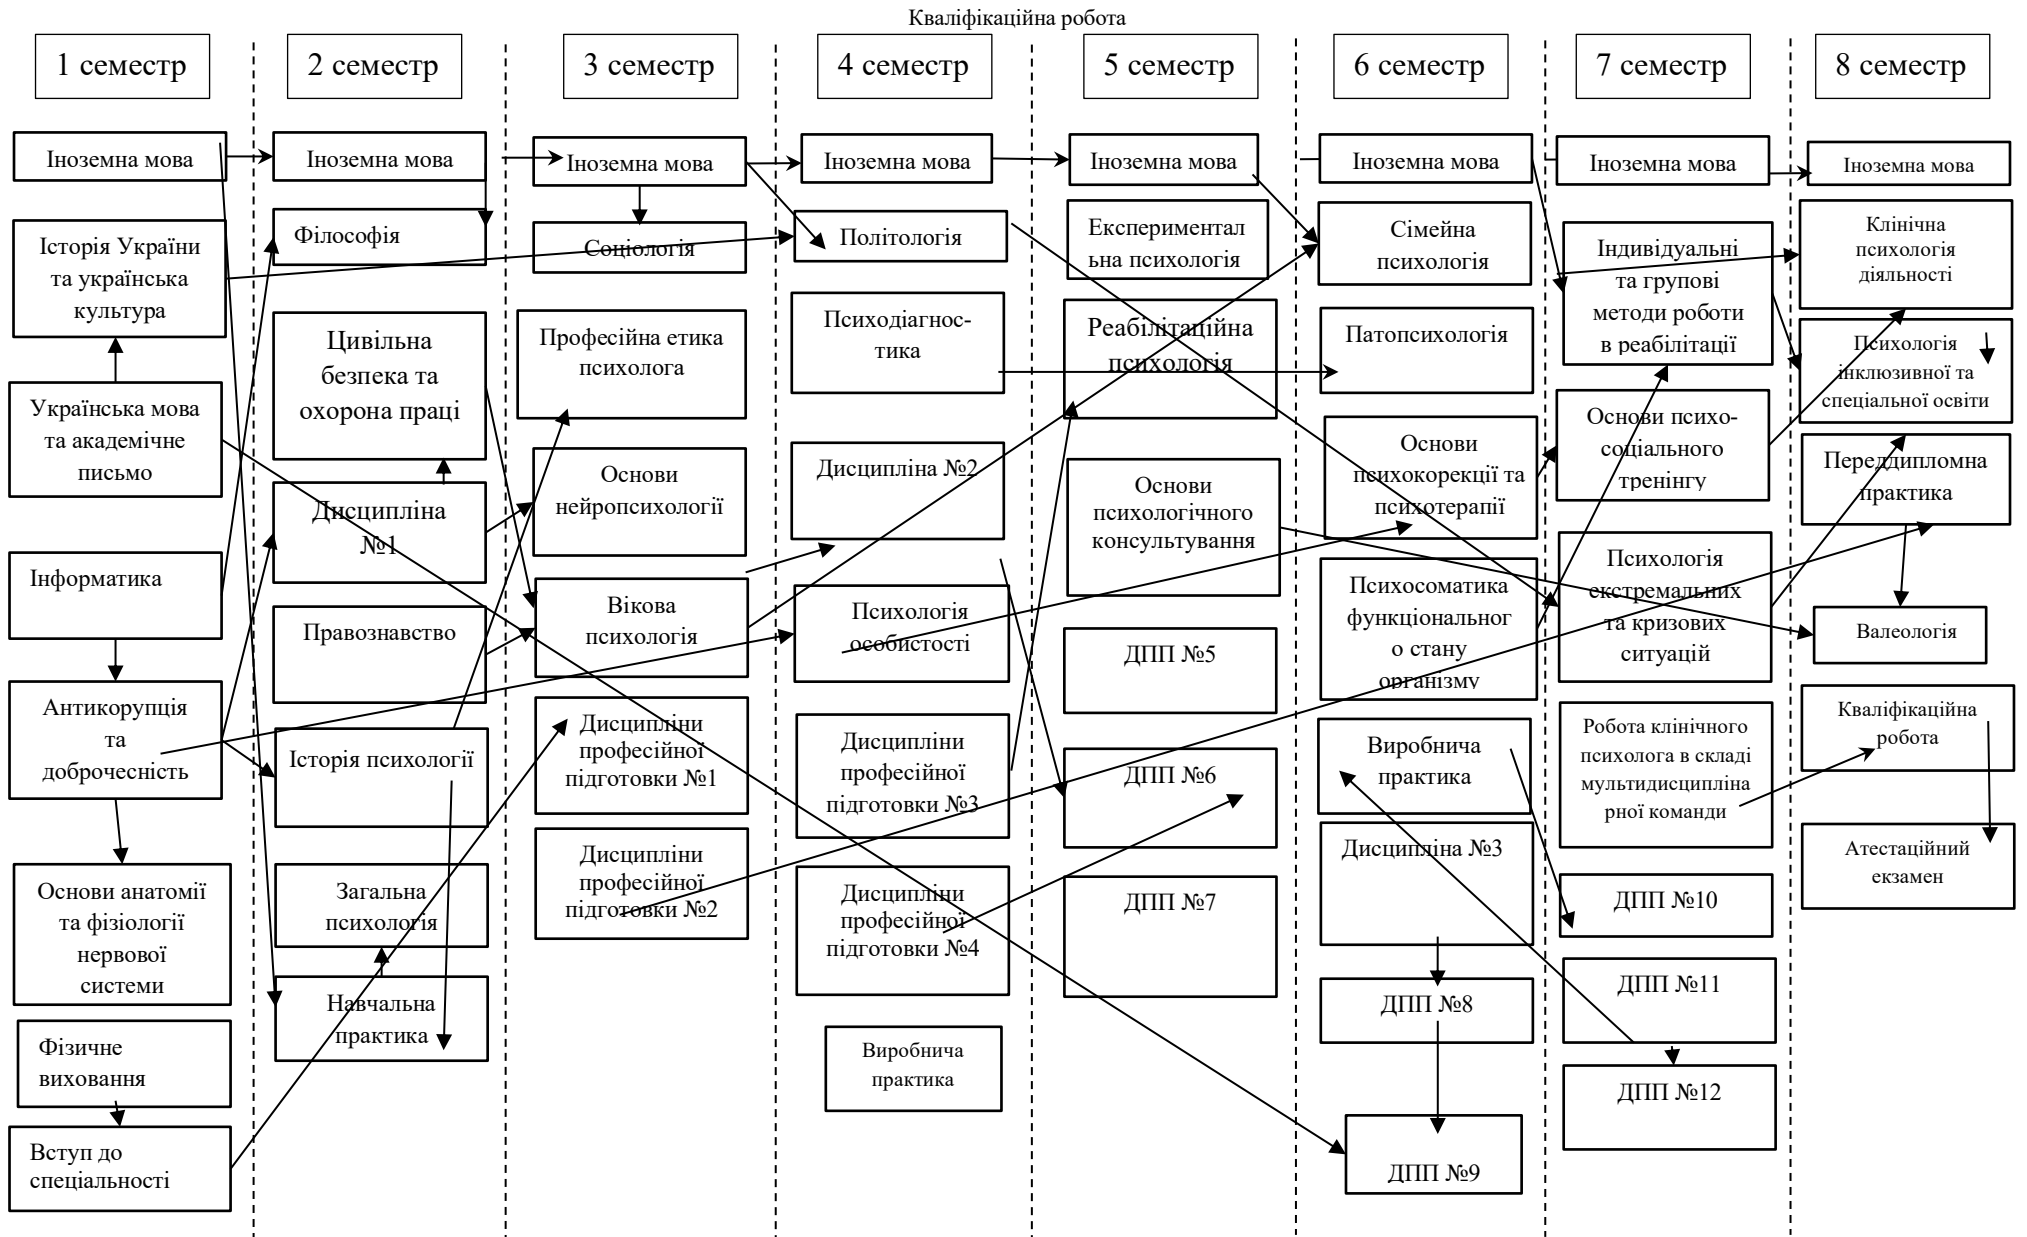 Кваліфікаційна робота
1 семестр
2 семестр
3 семестр
4 семестр
5 семестр
6 семестр
7 семестр
8 семестр
Іноземна мова
Історія України
та українська
культура
Українська мова
та академічне
письмо
Інформатика
Антикорупція
та
доброчесність
Основи анатомії
та фізіології
нервової
системи
Фізичне
виховання
Вступ до
спеціальності
Іноземна мова
Філософія
Цивільна
безпека та
охорона праці
Дисципліна
№1
Правознавство
Історія психології
Загальна
психологія
Навчальна
практика
Іноземна мова
Соціологія
Професійна етика
психолога
Основи
нейропсихології
Вікова
психологія
Дисципліни
професійної
підготовки №1
Дисципліни
професійної
підготовки №2
Іноземна мова
Політологія
Психодіагнос-
тика
Дисципліна №2
Психологія
особистості
Дисципліни
професійної
підготовки №3
Дисципліни
професійної
підготовки №4
Виробнича
практика
Іноземна мова
Експериментал
ьна психологія
Реабілітаційна
психологія
Основи
психологічного
консультування
ДПП №5
ДПП №6
ДПП №7
Іноземна мова
Сімейна
психологія
Патопсихологія
Основи
психокорекції та
психотерапії
Психосоматика
функціональног
о стану
організму
Виробнича
практика
Дисципліна №3
ДПП №8
ДПП №9
Іноземна мова
Індивідуальні
та групові
методи роботи
в реабілітації
Основи психо-
соціального
тренінгу
Психологія
екстремальних
та кризових
ситуацій
Робота клінічного
психолога в складі
мультидисципліна
рної команди
ДПП №10
ДПП №11
ДПП №12
Іноземна мова
Клінічна
психологія
діяльності
Психологія
інклюзивної та
спеціальної освіти
Переддипломна
практика
Валеологія
Кваліфікаційна
робота
Атестаційний
екзамен